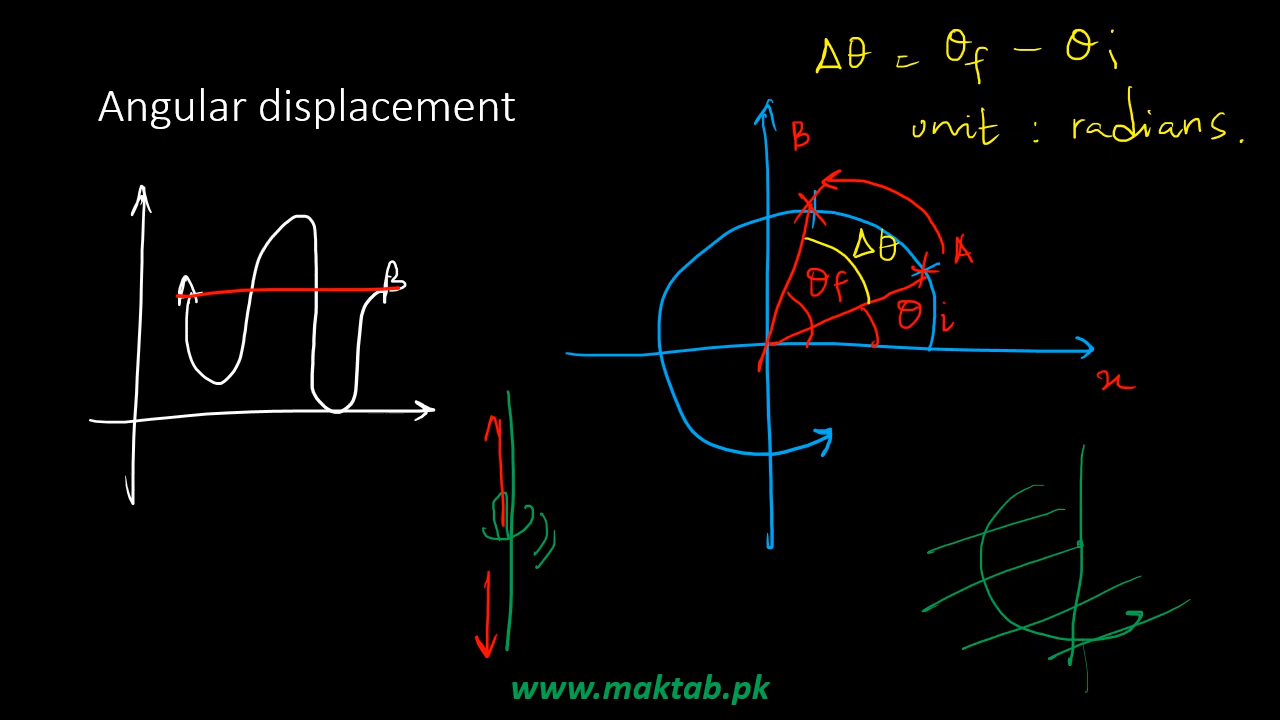 Δθ = θf − θi
Angular displacement
unit : radians.
B
Δθ
A
A
B
θf
θi
x
www.maktab.pk